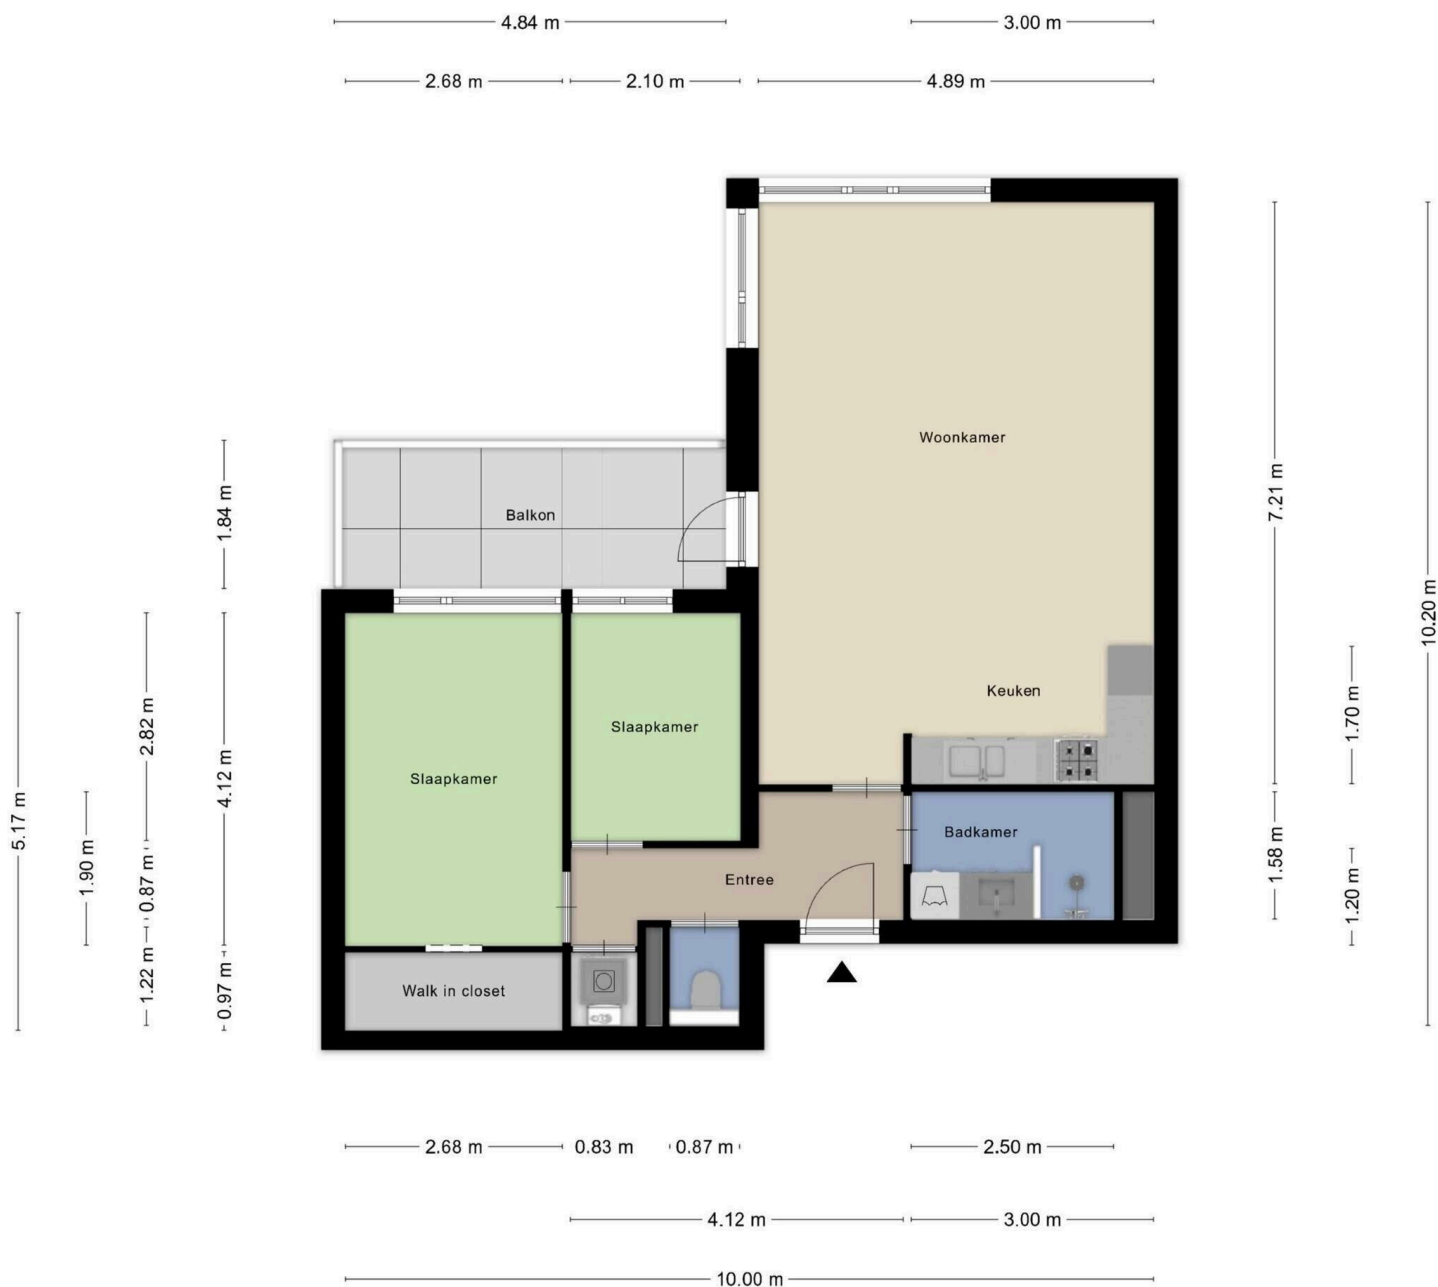 4.84 m
3.00 m
2.68 m
2.10 m
4.89 m
Woonkamer
Balkon
Keuken
Slaapkamer
Slaapkamer
Badkamer
Entree
Walk in closet
5.17 m
1.90 m
2.82 m
0.87 m
1.22 m
1.84 m
4.12 m
0.97 m
7.21 m
1.58 m
1.70 m
1.20 m
10.20 m
2.68 m
0.83 m
0.87 m
2.50 m
4.12 m
3.00 m
10.00 m